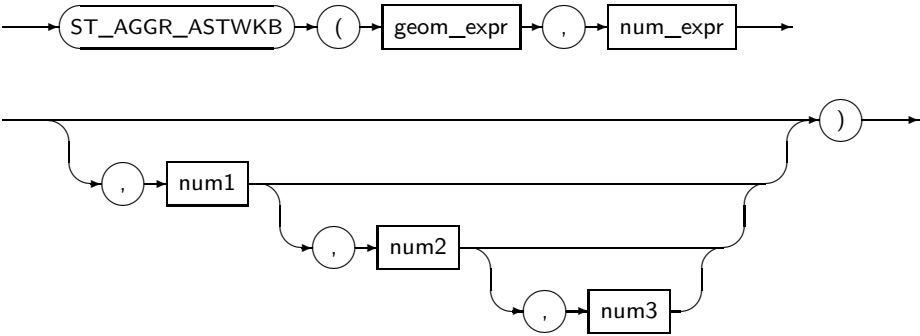 ST_AGGR_ASTWKB ( geom_expr , num_expr
)
, num1
, num2
, num3